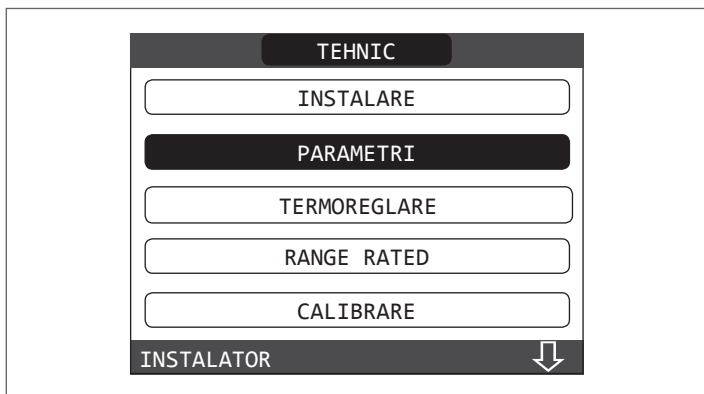 TEHNIC
INSTALARE
PARAMETRI
TERMOREGLARE
RANGE RATED
CALIBRARE
INSTALATOR